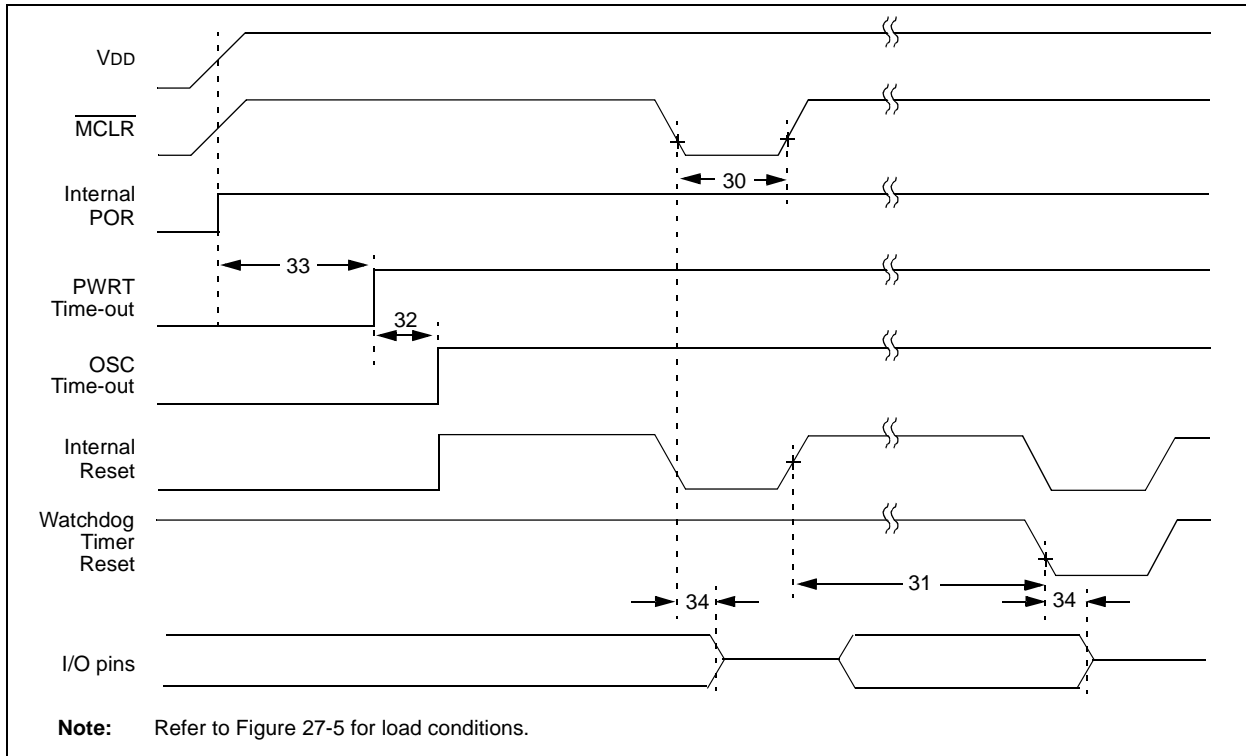 VDD
MCLR
30
Internal
POR
33
PWRT
Time-out
32
OSC
Time-out
Internal
Reset
Watchdog
Timer
Reset
31
34
34
I/O pins
Note: Refer to Figure 27-5 for load conditions.